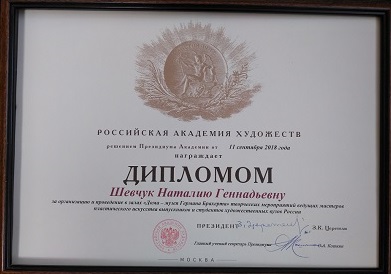 РОССИЙСКАЯ АКАДЕМИЯ ХУДОЖЕСТВ
решением Президиума Академии от 11 сентября 2018 года
награждает
ДИПЛОМОМ
Шевчук Наталию Геннадьевну
за организацию и проведение в залах «Дома – музея Германа Брахерта» творческих мероприятий ведущих мастеров
пластического искусства выпускников и студентов художественных вузов России
ПРЕЗИДЕНТ З.К. Церетели
Главный ученый секретарь Президиума
МОСКВА